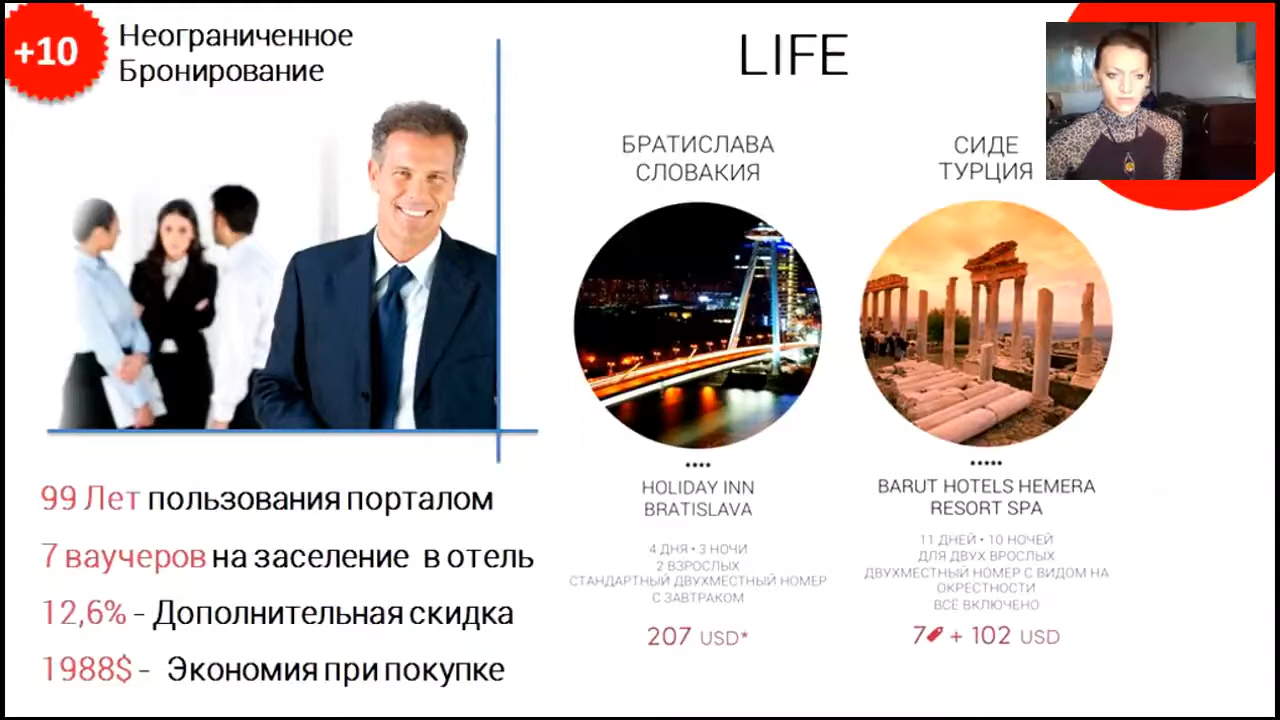 +10
Неограниченное
Бронирование
LIFE
БРАТИСЛАВА
СЛОВАКИЯ
СИДЕ
ТУРЦИЯ
HOLIDAY INN
BRATISLAVA
4 ДНЯ • 3 НОЧИ
2 ВЗРОСЛЫХ
СТАНДАРТНЫЙ ДВУХМЕСТНЫЙ НОМЕР
С ЗАВТРАКОМ
207 USD*
BARUT HOTELS HEMERA
RESORT SPA
11 ДНЕЙ • 10 НОЧЕЙ
ДЛЯ ДВУХ ВРОСЛЫХ
ДВУХМЕСТНЫЙ НОМЕР С ВИДОМ НА
ОКРЕСТНОСТИ
ВСЁ ВКЛЮЧЕНО
7 + 102 USD
99 Лет пользования порталом
7 ваучеров на заселение в отель
12,6% - Дополнительная скидка
1988$ - Экономия при покупке